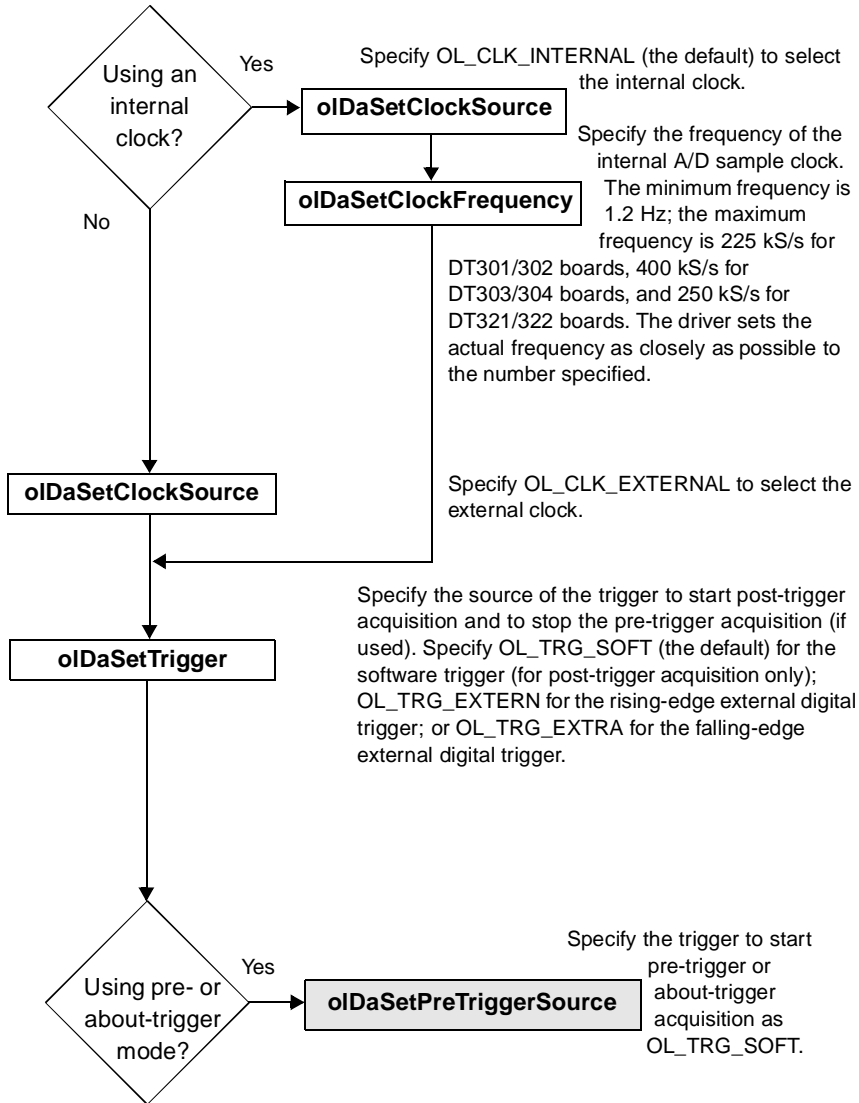 Using an
internal
clock?
Yes
Specify OL_CLK_INTERNAL (the default) to select
the internal clock.
olDaSetClockSource
Specify the frequency of the
internal A/D sample clock.
The minimum frequency is
1.2 Hz; the maximum
frequency is 225 kS/s for
DT301/302 boards, 400 kS/s for
DT303/304 boards, and 250 kS/s for
DT321/322 boards. The driver sets the
actual frequency as closely as possible to
the number specified.
olDaSetClockFrequency
No
olDaSetClockSource
Specify OL_CLK_EXTERNAL to select the
external clock.
Specify the source of the trigger to start post-trigger
acquisition and to stop the pre-trigger acquisition (if
used). Specify OL_TRG_SOFT (the default) for the
software trigger (for post-trigger acquisition only);
OL_TRG_EXTERN for the rising-edge external digital
trigger; or OL_TRG_EXTRA for the falling-edge
external digital trigger.
olDaSetTrigger
Using pre- or
about-trigger
mode?
Yes
olDaSetPreTriggerSource
Specify the trigger to start
pre-trigger or
about-trigger
acquisition as
OL_TRG_SOFT.